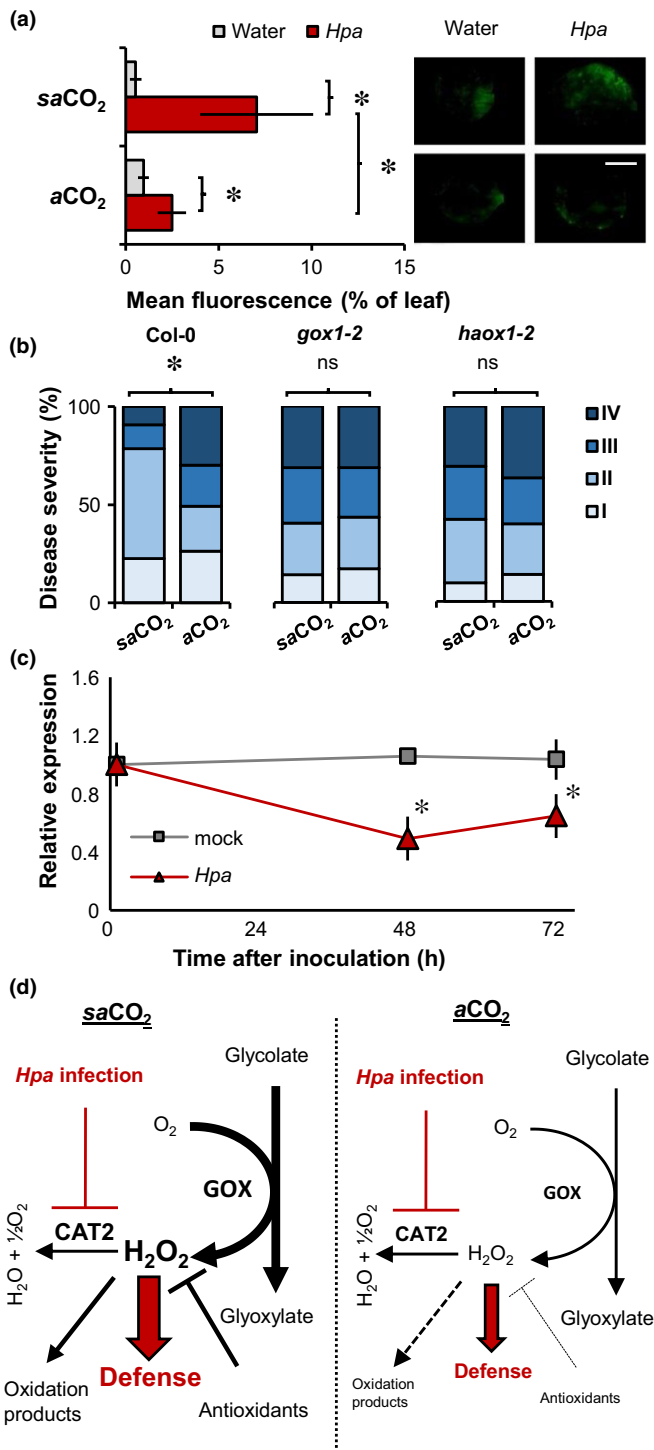 (a)
Water Hpa
Water Hpa
saCO₂
*
*
aCO₂
*
0 5 10 15
Mean fluorescence (% of leaf)
(b)
Col-0 gox1-2 haox1-2
* ns ns
Disease severity (%)
100
50
0
IV
III
II
I
saCO₂ aCO₂ saCO₂ aCO₂ saCO₂ aCO₂
(c)
Relative expression
1.6
1.2
0.8
0.4
0
* *
mock
Hpa
0 24 48 72
Time after inoculation (h)
(d)
saCO₂ aCO₂
Hpa infection
Glycolate
O₂
GOX
CAT2
H₂O + ½O₂
H₂O₂
Glyoxylate
Defense
Oxidation
products
Antioxidants
Hpa infection
Glycolate
O₂
GOX
CAT2
H₂O + ½O₂
H₂O₂
Glyoxylate
Defense
Oxidation
products
Antioxidants